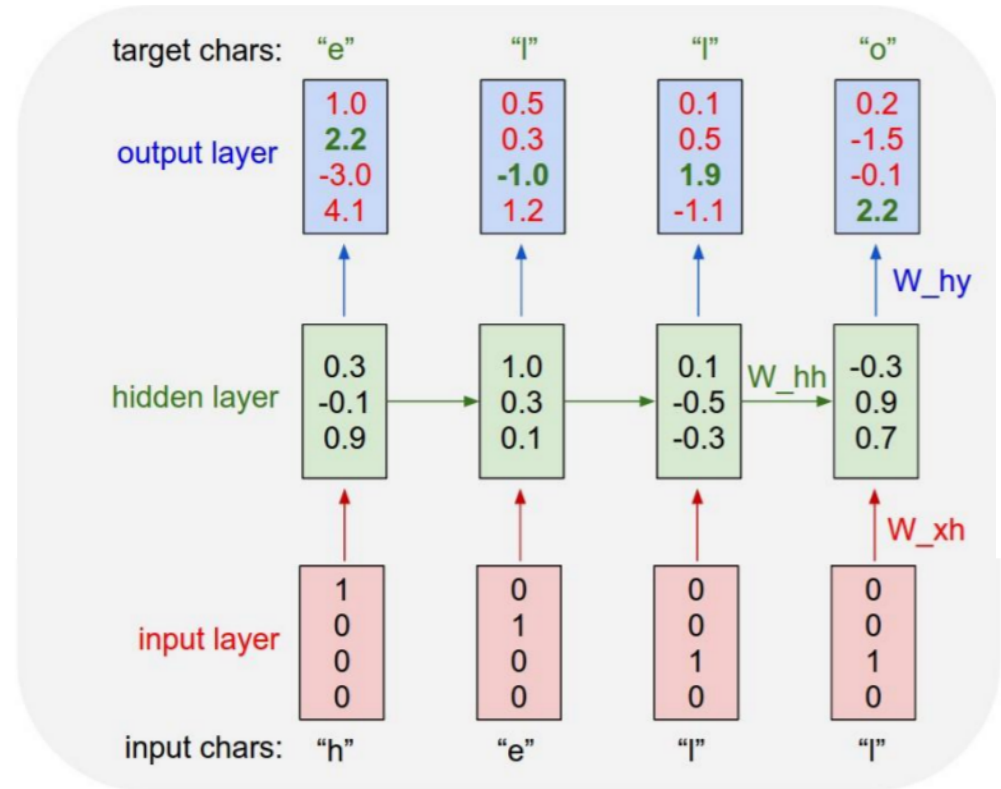 target chars: “e” “l” “l” “o”
1.0 0.5 0.1 0.2
2.2 0.3 0.5 -1.5
output layer
-3.0 -1.0 1.9 -0.1
4.1 1.2 -1.1 2.2
W_hy
0.3 1.0 0.1 W_hh -0.3
hidden layer -0.1 0.3 -0.5 0.9
0.9 0.1 -0.3 0.7
W_xh
1 0 0 0
0 1 0 0
input layer
0 0 1 1
0 0 0 0
input chars: “h” “e” “l” “l”